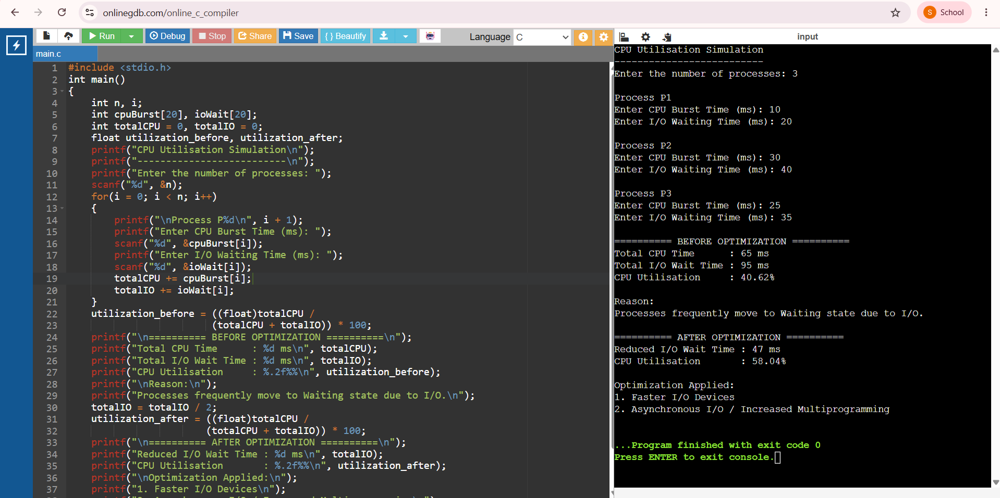 onlinegdb.com/online_c_compiler
S School
Run Debug Stop Share Save { } Beautify Language C input
main.c
1 #include <stdio.h>
2 int main()
3 {
4 int n, i;
5 int cpuBurst[20], ioWait[20];
6 int totalCPU = 0, totalIO = 0;
7 float utilization_before, utilization_after;
8 printf("CPU Utilisation Simulation\n");
9 printf("--------------------------\n");
10 printf("Enter the number of processes: ");
11 scanf("%d", &n);
12 for(i = 0; i < n; i++)
13 {
14 printf("\nProcess P%d\n", i + 1);
15 printf("Enter CPU Burst Time (ms): ");
16 scanf("%d", &cpuBurst[i]);
17 printf("Enter I/O Waiting Time (ms): ");
18 scanf("%d", &ioWait[i]);
19 totalCPU += cpuBurst[i];
20 totalIO += ioWait[i];
21 }
22 utilization_before = ((float)totalCPU /
23 (totalCPU + totalIO)) * 100;
24 printf("\n========== BEFORE OPTIMIZATION ==========\n");
25 printf("Total CPU Time      : %d ms\n", totalCPU);
26 printf("Total I/O Wait Time : %d ms\n", totalIO);
27 printf("CPU Utilisation     : %.2f%%\n", utilization_before);
28 printf("\nReason:\n");
29 printf("Processes frequently move to Waiting state due to I/O.\n");
30 totalIO = totalIO / 2;
31 utilization_after = ((float)totalCPU /
32 (totalCPU + totalIO)) * 100;
33 printf("\n========== AFTER OPTIMIZATION ==========\n");
34 printf("Reduced I/O Wait Time : %d ms\n", totalIO);
35 printf("CPU Utilisation       : %.2f%%\n", utilization_after);
36 printf("\nOptimization Applied:\n");
37 printf("1. Faster I/O Devices\n");
CPU Utilisation Simulation
--------------------------
Enter the number of processes: 3
Process P1
Enter CPU Burst Time (ms): 10
Enter I/O Waiting Time (ms): 20
Process P2
Enter CPU Burst Time (ms): 30
Enter I/O Waiting Time (ms): 40
Process P3
Enter CPU Burst Time (ms): 25
Enter I/O Waiting Time (ms): 35
========== BEFORE OPTIMIZATION ==========
Total CPU Time      : 65 ms
Total I/O Wait Time : 95 ms
CPU Utilisation     : 40.62%
Reason:
Processes frequently move to Waiting state due to I/O.
========== AFTER OPTIMIZATION ==========
Reduced I/O Wait Time : 47 ms
CPU Utilisation       : 58.04%
Optimization Applied:
1. Faster I/O Devices
2. Asynchronous I/O / Increased Multiprogramming
...Program finished with exit code 0
Press ENTER to exit console.